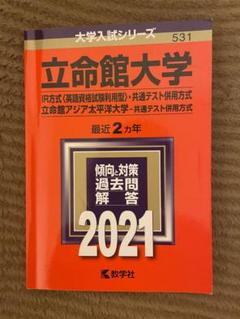 大学入試シリーズ 531
立命館大学
IR方式〈英語資格試験利用型〉・共通テスト併用方式
立命館アジア太平洋大学-共通テスト併用方式
最近2カ年
傾向と対策
過去問
解答
2021
教学社